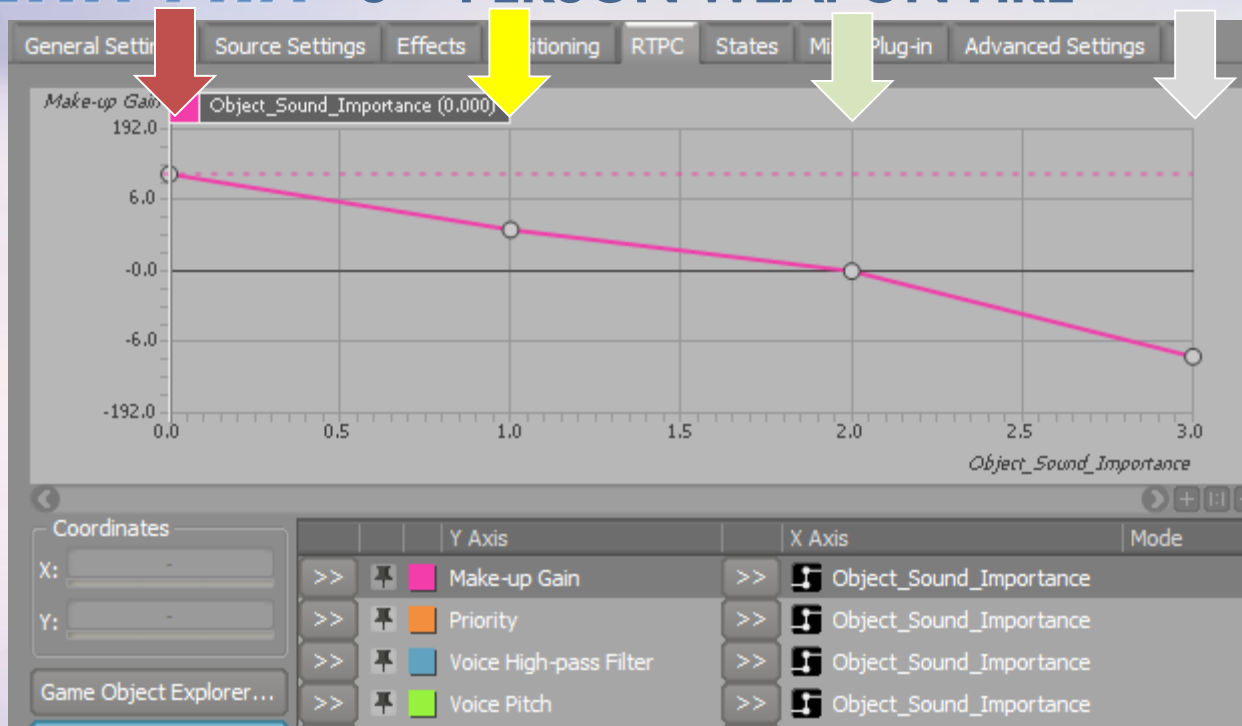 PERSON WEAPON FIRE
General Source Settings Effects RTPC States Plug-in Advanced Settings
Make-up Gain
Object_Sound_Importance (0.000)
192.0
6.0
-0.0
-6.0
-192.0
0.0 0.5 1.0 1.5 2.0 2.5 3.0
Object_Sound_Importance
Coordinates
X: -
Y: -
Game Object Explorer...
Y Axis X Axis Mode
>> Make-up Gain >> Object_Sound_Importance
>> Priority >> Object_Sound_Importance
>> Voice High-pass Filter >> Object_Sound_Importance
>> Voice Pitch >> Object_Sound_Importance